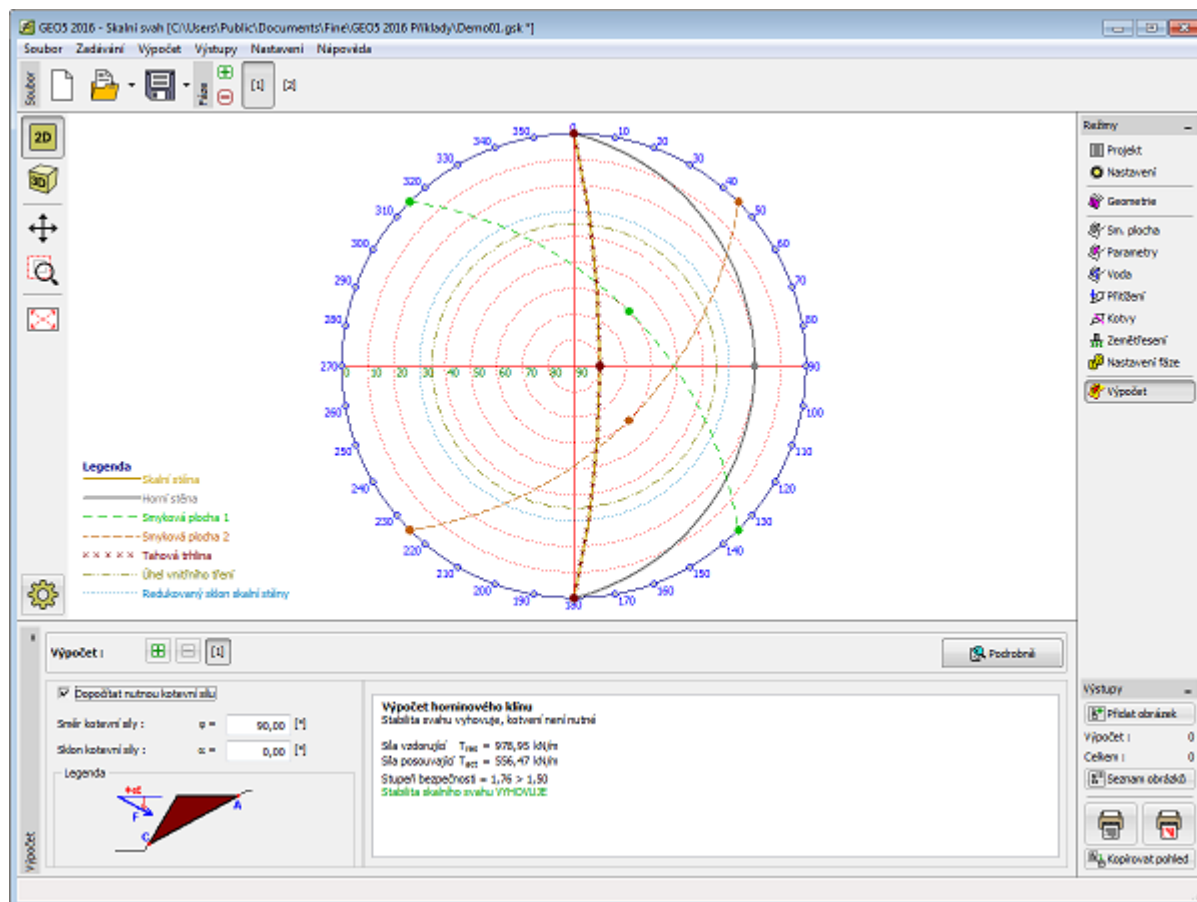 GEO5 2016 - Skalní svah [C:\Users\Public\Documents\Fine\GEO5 2016 Příklady\Demo01.gsk *]
Soubor Zadávání Výpočet Výstupy Nastavení Nápověda
Soubor
Fáze
[1] [2]
2D
3D
0 10 20 30 40 50 60 70 80 90 100 110 120 130 140 150 160 170 180 190 200 210 220 230 240 250 260 270 280 290 300 310 320 330 340 350
0 10 20 30 40 50 60 70 80 90
Legenda
Skalní stěna
Horní stěna
Smyková plocha 1
Smyková plocha 2
Tahová trhlina
Úhel vnitřního tření
Redukovaný sklon skalní stěny
Režimy
Projekt
Nastavení
Geometrie
Sm. plocha
Parametry
Voda
Přitížení
Kotvy
Zemětřesení
Nastavení fáze
Výpočet
Výpočet
Výpočet : [1]
Podrobně
Dopočítat nutnou kotevní sílu
Směr kotevní síly : φ = 90,00 [°]
Sklon kotevní síly : α = 0,00 [°]
Legenda
+α
F
A
C
Výpočet horninového klínu
Stabilita svahu vyhovuje, kotvení není nutné
Síla vzdorující Tres = 978,95 kN/m
Síla posouvající Tact = 556,47 kN/m
Stupeň bezpečnosti = 1,76 > 1,50
Stabilita skalního svahu VYHOVUJE
Výstupy
Přidat obrázek
Výpočet : 0
Celkem : 0
Seznam obrázků
Kopírovat pohled